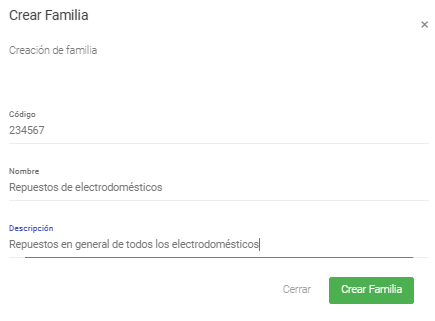 Crear Familia
×
Creación de familia
Código
234567
Nombre
Repuestos de electrodomésticos
Descripción
Repuestos en general de todos los electrodomésticos
Cerrar
Crear Familia